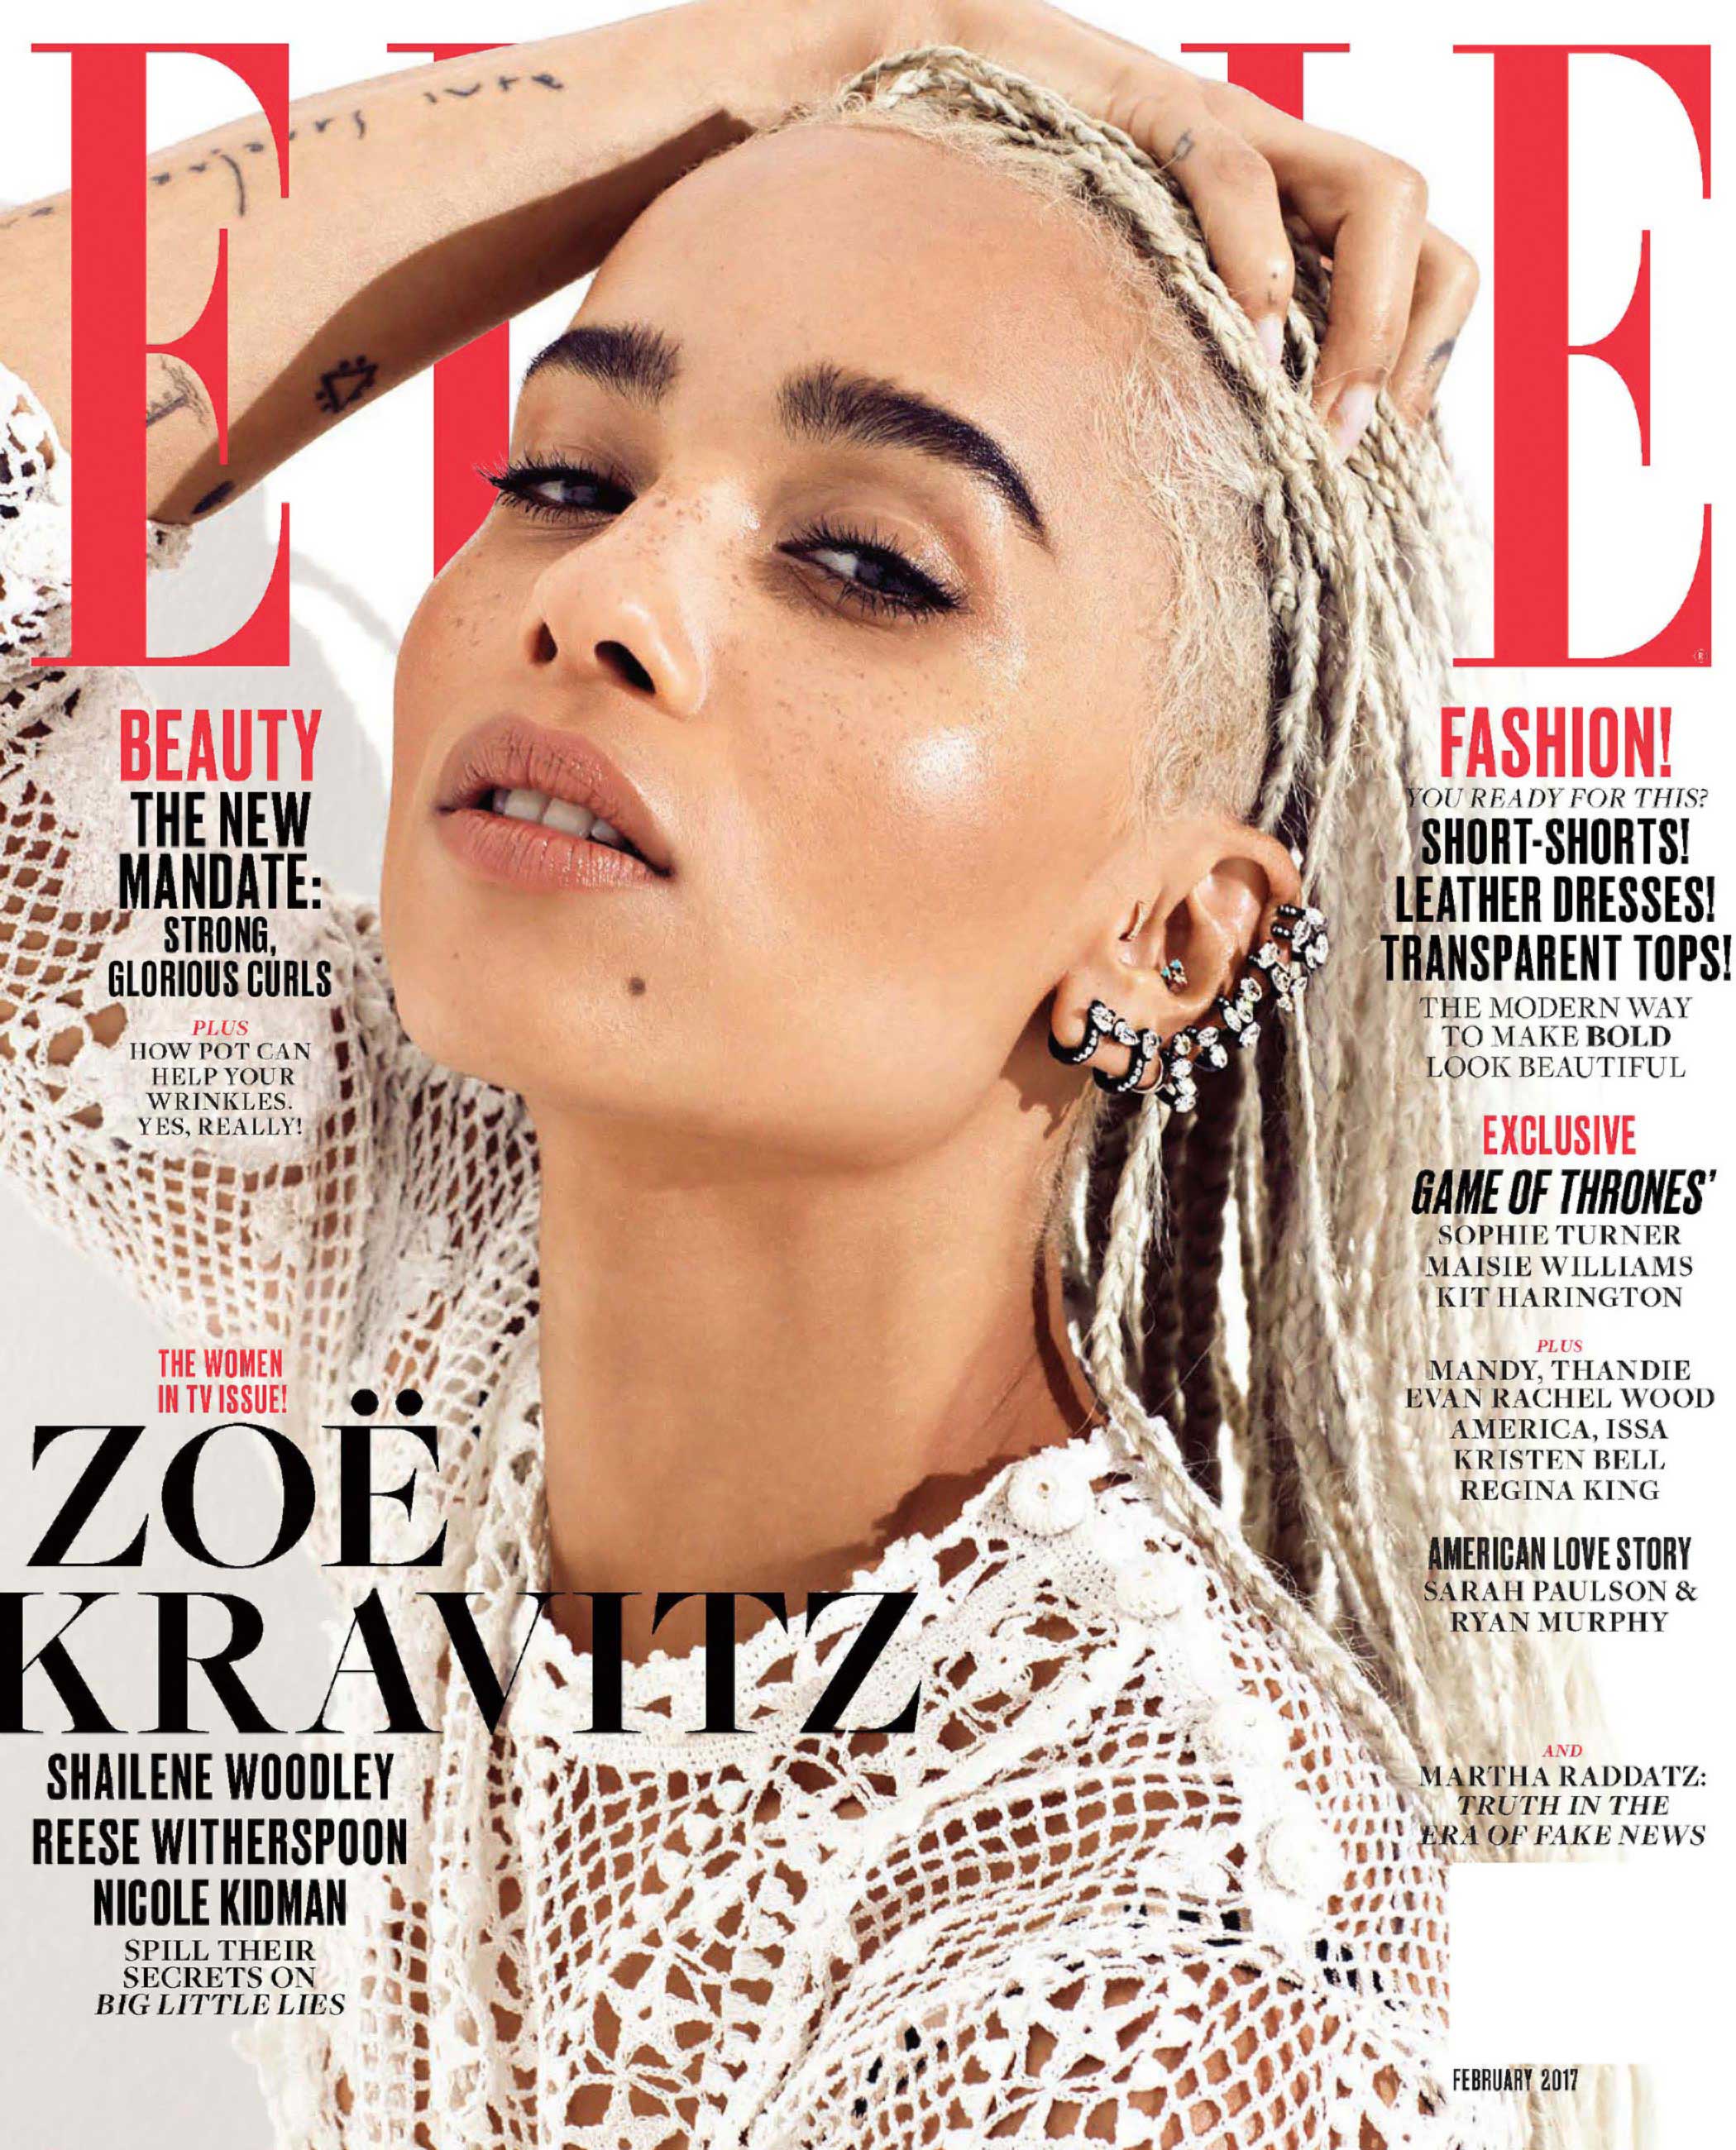 ELLE
BEAUTY
THE NEW
MANDATE:
STRONG,
GLORIOUS CURLS
PLUS
HOW POT CAN
HELP YOUR
WRINKLES.
YES, REALLY!
THE WOMEN
IN TV ISSUE!
ZOË
KRAVITZ
SHAILENE WOODLEY
REESE WITHERSPOON
NICOLE KIDMAN
SPILL THEIR
SECRETS ON
BIG LITTLE LIES
FASHION!
YOU READY FOR THIS?
SHORT-SHORTS!
LEATHER DRESSES!
TRANSPARENT TOPS!
THE MODERN WAY
TO MAKE BOLD
LOOK BEAUTIFUL
EXCLUSIVE
GAME OF THRONES'
SOPHIE TURNER
MAISIE WILLIAMS
KIT HARINGTON
PLUS
MANDY, THANDIE
EVAN RACHEL WOOD
AMERICA, ISSA
KRISTEN BELL
REGINA KING
AMERICAN LOVE STORY
SARAH PAULSON &
RYAN MURPHY
AND
MARTHA RADDATZ:
TRUTH IN THE
ERA OF FAKE NEWS
FEBRUARY 2017